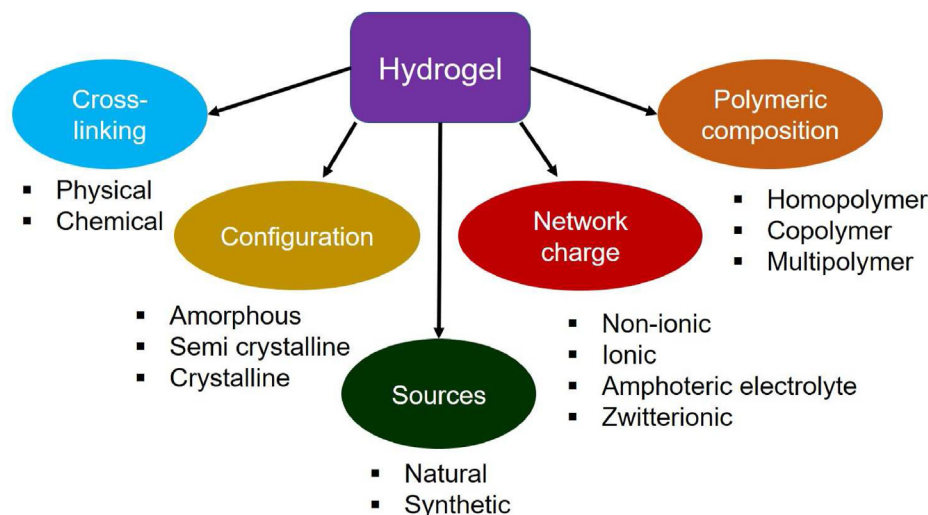 Hydrogel
Cross-
linking
▪ Physical
▪ Chemical
Configuration
▪ Amorphous
▪ Semi crystalline
▪ Crystalline
Sources
▪ Natural
▪ Synthetic
Network
charge
▪ Non-ionic
▪ Ionic
▪ Amphoteric electrolyte
▪ Zwitterionic
Polymeric
composition
▪ Homopolymer
▪ Copolymer
▪ Multipolymer